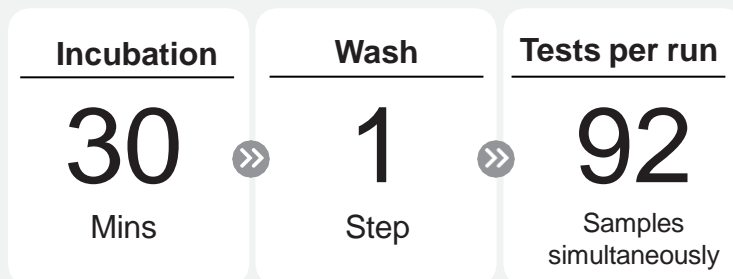 Incubation
30
Mins
Wash
1
Step
Tests per run
92
Samples
simultaneously